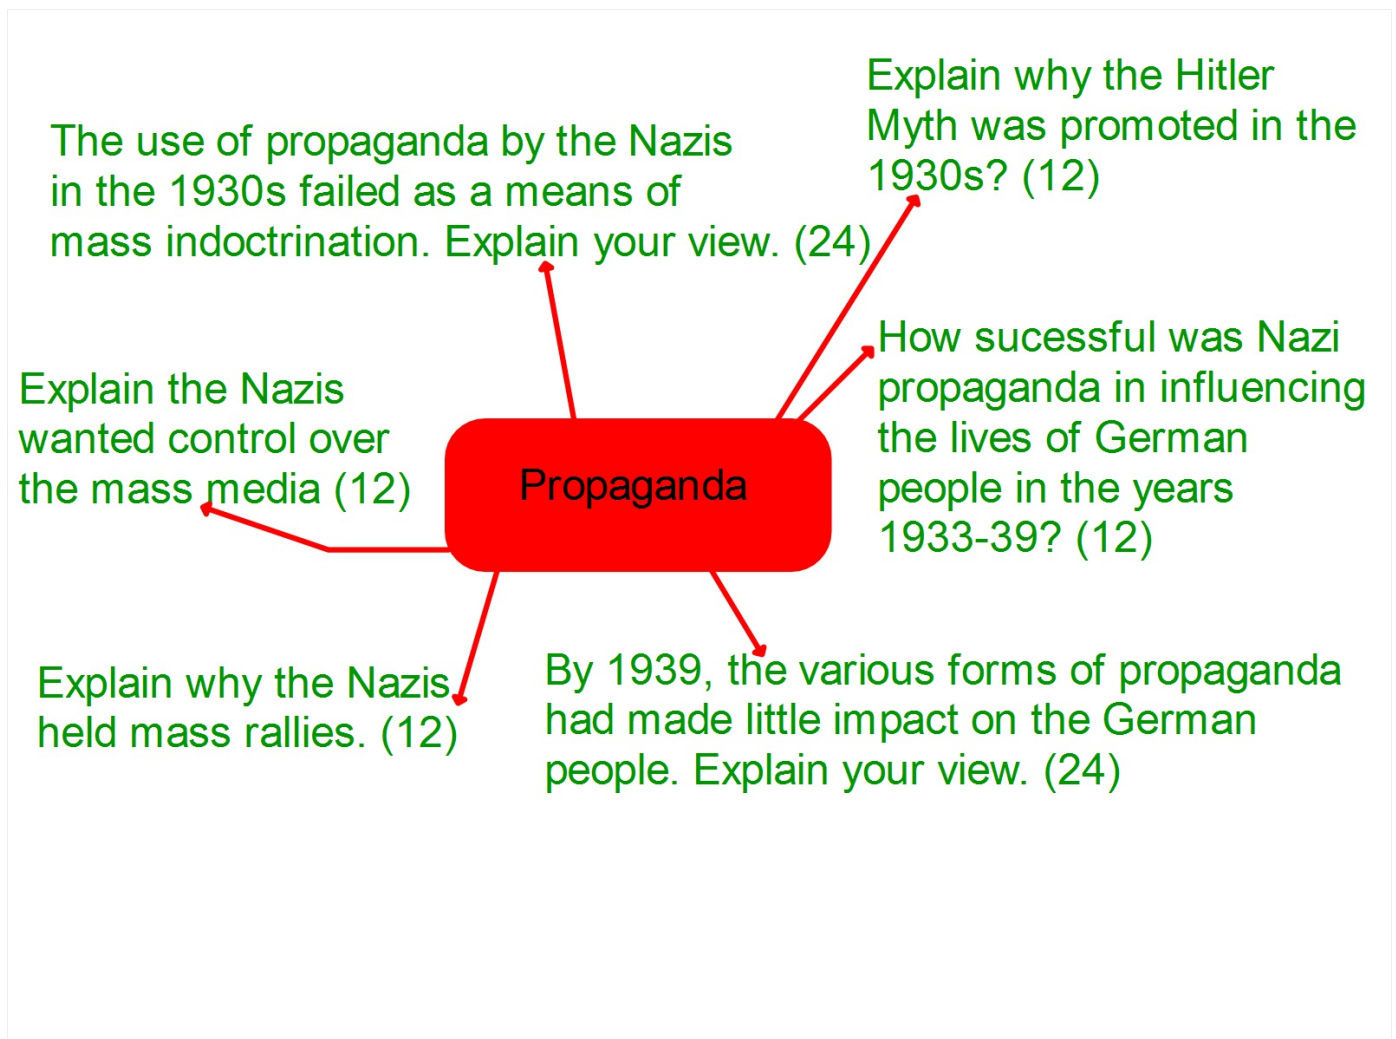 The use of propaganda by the Nazis
in the 1930s failed as a means of
mass indoctrination. Explain your view. (24)
Explain why the Hitler
Myth was promoted in the
1930s? (12)
How sucessful was Nazi
propaganda in influencing
the lives of German
people in the years
1933-39? (12)
Explain the Nazis
wanted control over
the mass media (12)
Propaganda
Explain why the Nazis
held mass rallies. (12)
By 1939, the various forms of propaganda
had made little impact on the German
people. Explain your view. (24)